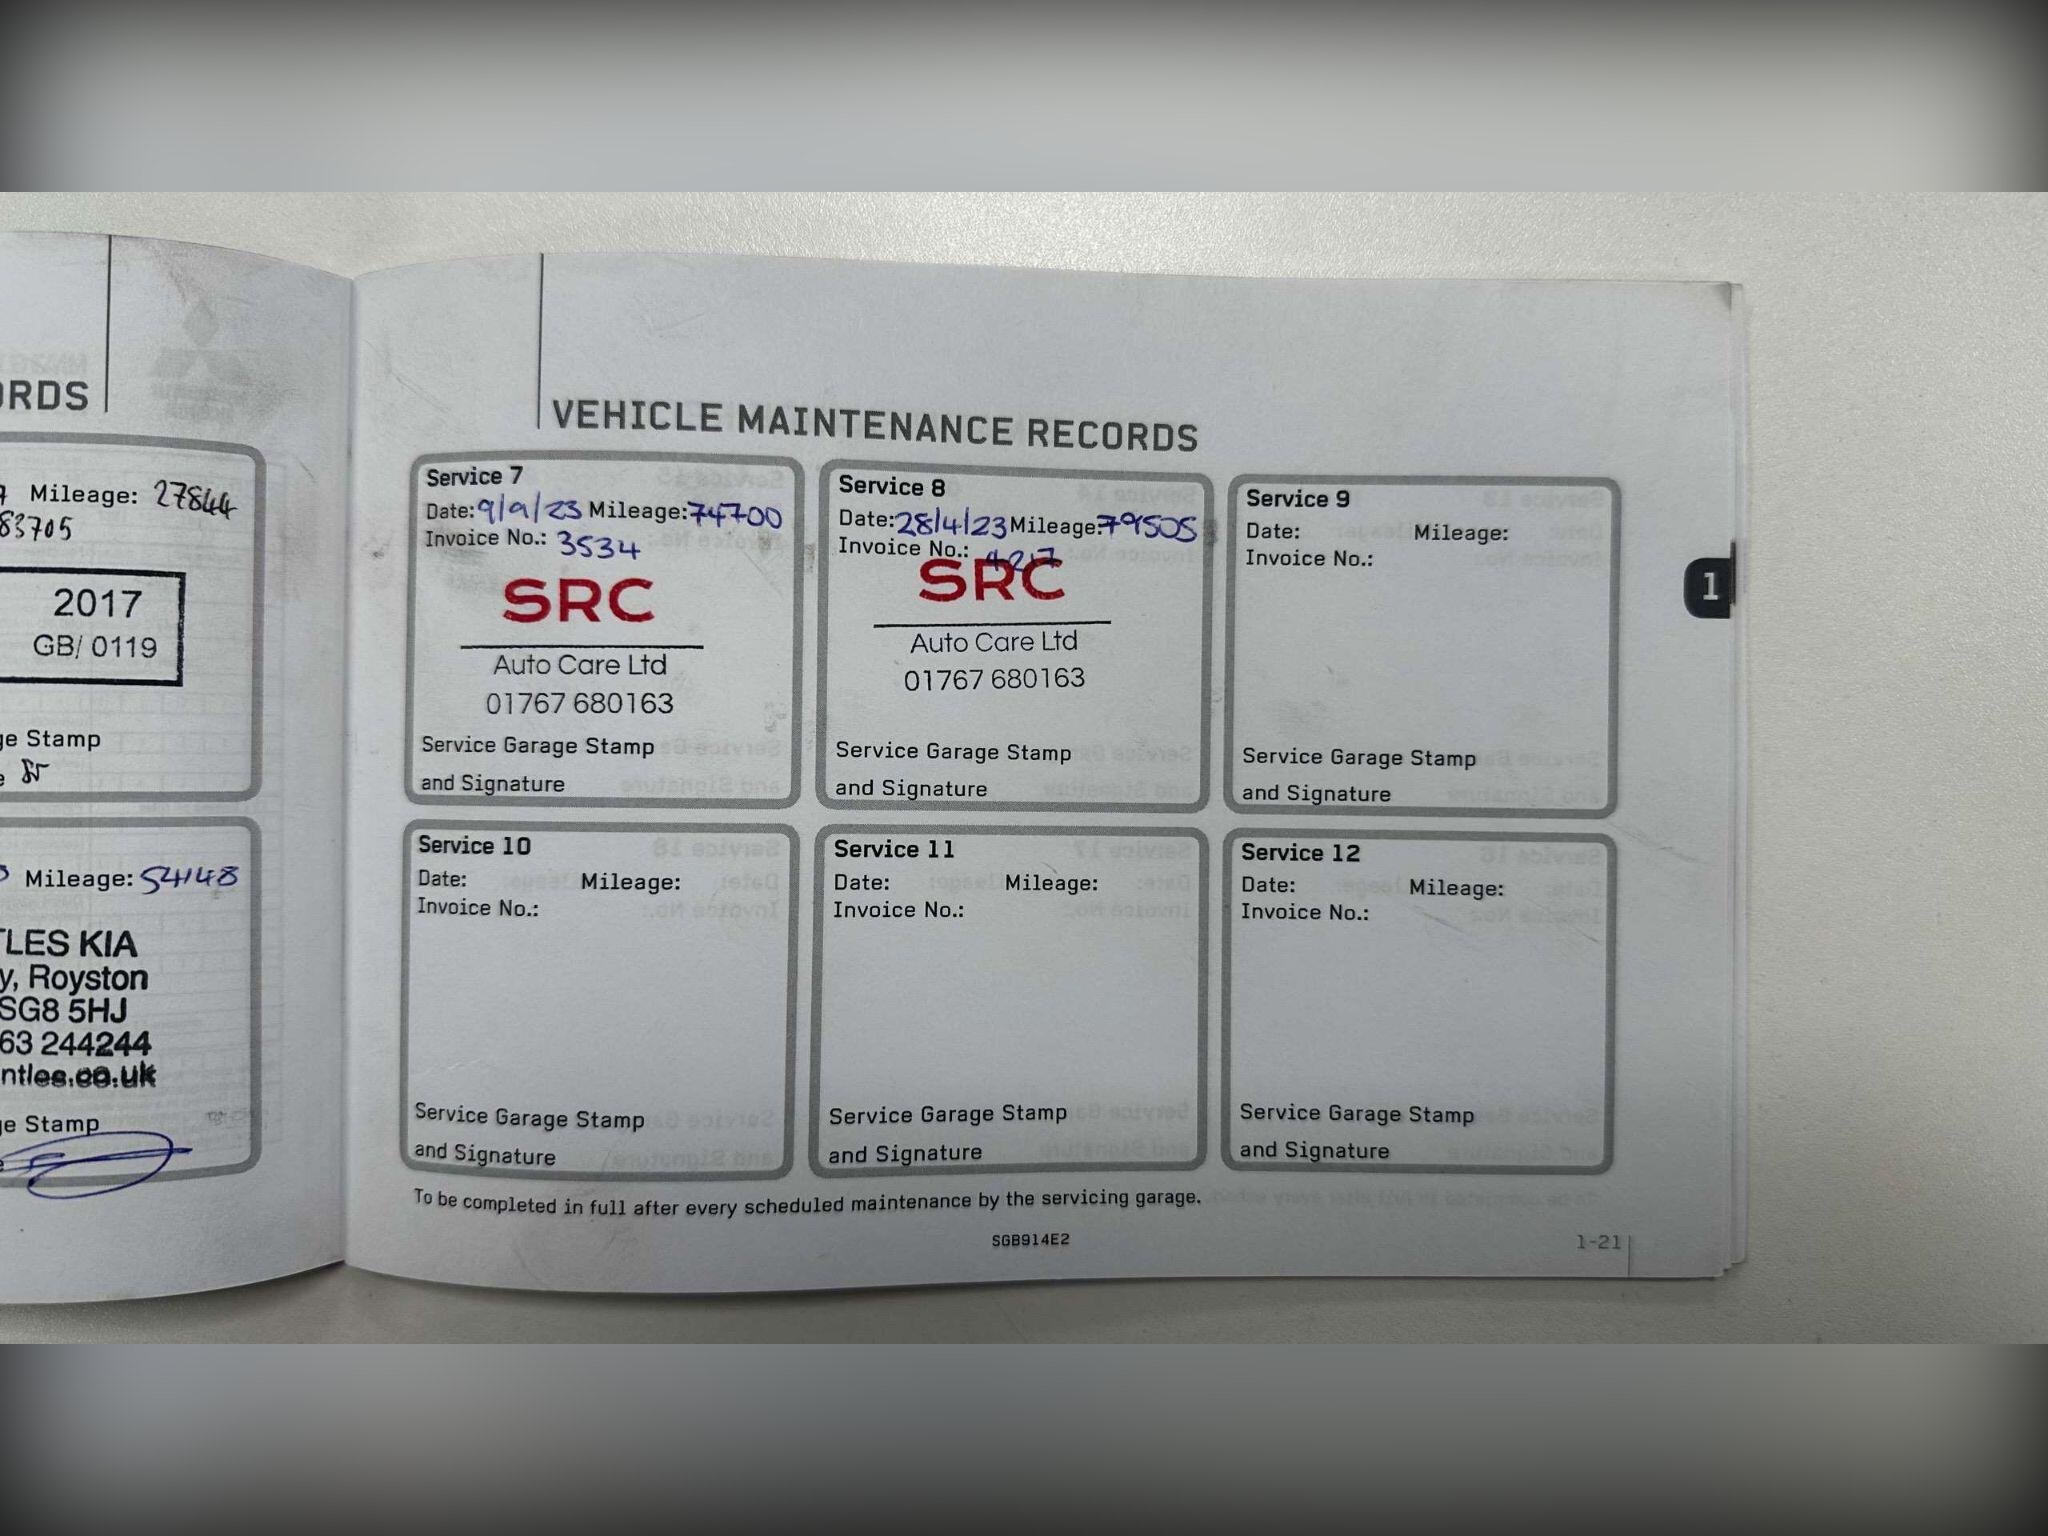 ORDS
Mileage: 27844
83705
2017
GB/ 0119
ge Stamp
Mileage: 54148
TLES KIA
y, Royston
SG8 5HJ
63 244244
ntles.co.uk
ge Stamp
VEHICLE MAINTENANCE RECORDS
Service 7
Date: 9/9/23 Mileage: 74700
Invoice No.: 3534
SRC
Auto Care Ltd
01767 680163
Service Garage Stamp
and Signature
Service 8
Date: 28/4/23 Mileage: 79505
Invoice No.: 4217
SRC
Auto Care Ltd
01767 680163
Service Garage Stamp
and Signature
Service 9
Date: Mileage:
Invoice No.:
Service Garage Stamp
and Signature
1
Service 10
Date: Mileage:
Invoice No.:
Service Garage Stamp
and Signature
Service 11
Date: Mileage:
Invoice No.:
Service Garage Stamp
and Signature
Service 12
Date: Mileage:
Invoice No.:
Service Garage Stamp
and Signature
To be completed in full after every scheduled maintenance by the servicing garage.
SGB914E2
1-21